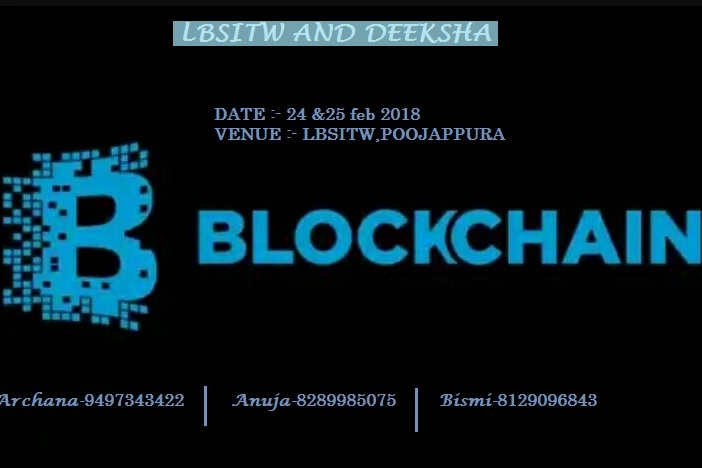 LBSITW AND DEEKSHA
DATE :- 24 &25 feb 2018
VENUE :- LBSITW,POOJAPPURA
B
BLOCKCHAIN
Archana-9497343422 | Anuja-8289985075 | Bismi-8129096843